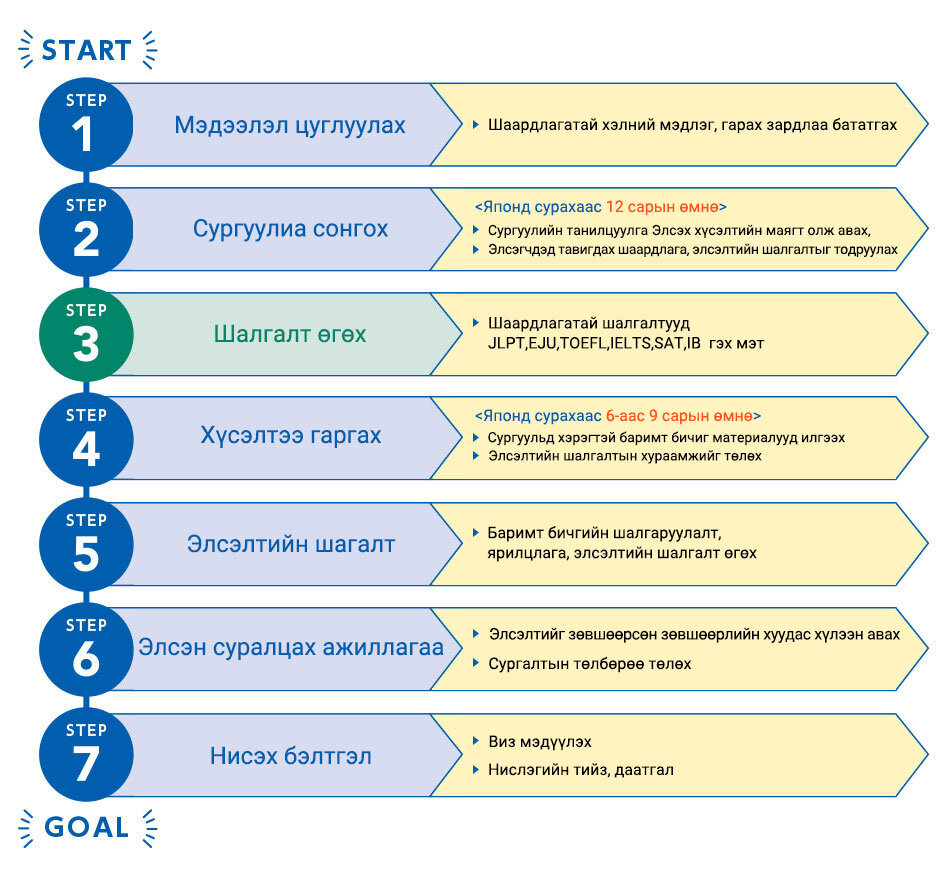 START
STEP
1
Мэдээлэл цуглуулах
Шаардлагатай хэлний мэдлэг, гарах зардлаа бататгах
STEP
2
Сургуулиа сонгох
<Японд сурахаас 12 сарын өмнө>
Сургуулийн танилцуулга Элсэх хүсэлтийн маягт олж авах,
Элсэгчдэд тавигдах шаардлага, элсэлтийн шалгалтыг тодруулах
STEP
3
Шалгалт өгөх
Шаардлагатай шалгалтууд
JLPT,EJU,TOEFL,IELTS,SAT,IB гэх мэт
STEP
4
Хүсэлтээ гаргах
<Японд сурахаас 6-аас 9 сарын өмнө>
Сургуульд хэрэгтэй баримт бичиг материалууд илгээх
Элсэлтийн шалгалтын хураамжийг төлөх
STEP
5
Элсэлтийн шагалт
Баримт бичгийн шалгаруулалт,
ярилцлага, элсэлтийн шалгалт өгөх
STEP
6
Элсэн суралцах ажиллагаа
Элсэлтийг зөвшөөрсөн зөвшөөрлийн хуудас хүлээн авах
Сургалтын төлбөрөө төлөх
STEP
7
Нисэх бэлтгэл
Виз мэдүүлэх
Нислэгийн тийз, даатгал
GOAL